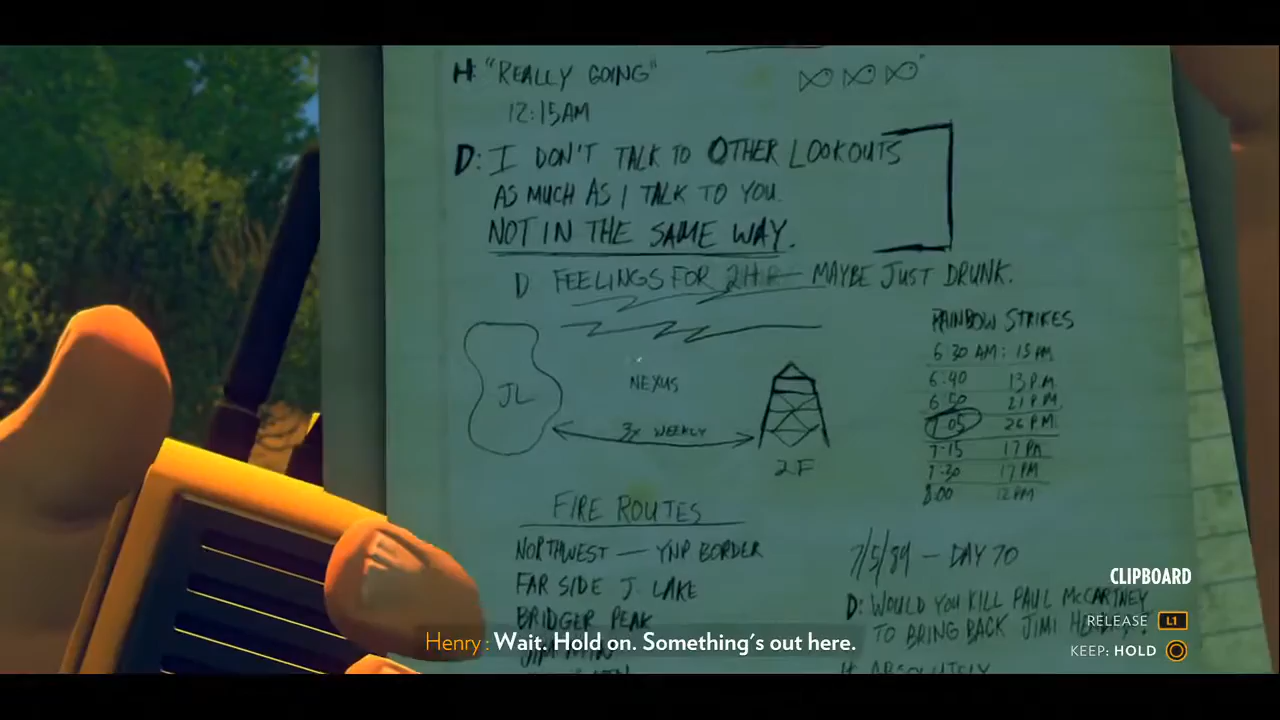 H: "REALLY GOING"
12:15AM
D: I DON'T TALK TO OTHER LOOKOUTS
AS MUCH AS I TALK TO YOU.
NOT IN THE SAME WAY.
D FEELINGS FOR MAYBE JUST DRUNK.
JL
NEXUS
3x WEEKLY
2F
RAINBOW STRIKES
6 30 AM: 15 PM
6:40 13 P.M
6:50 21 P M.
7:05 26 P.M.
7-15 17 PM
7:30 17 PM
8:00 12 PM
FIRE ROUTES
NORTHWEST — YNP BORDER
FAR SIDE J. LAKE
BRIDGER PEAK
7/5/89 — DAY 70
D: WOULD YOU KILL PAUL McCARTNEY
TO BRING BACK JIMI
H: ABSOLUTELY
CLIPBOARD
RELEASE L1
KEEP: HOLD
Henry: Wait. Hold on. Something's out here.